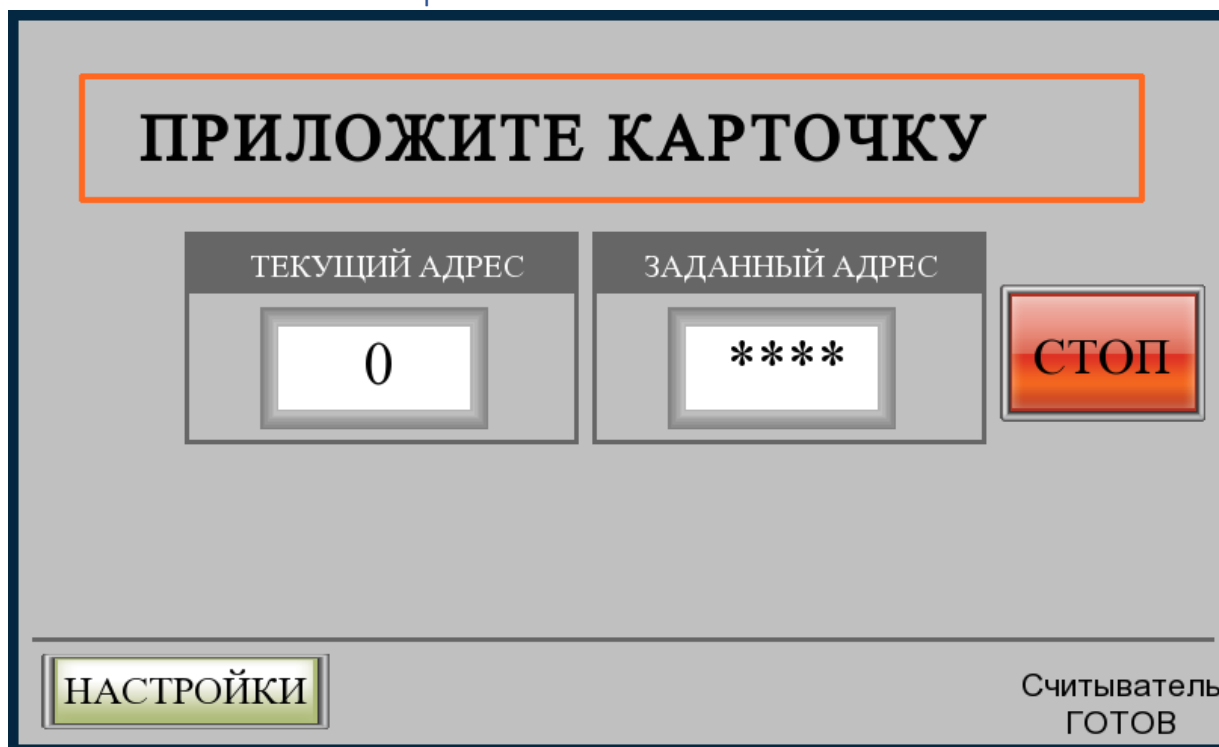 ПРИЛОЖИТЕ КАРТОЧКУ
ТЕКУЩИЙ АДРЕС
ЗАДАННЫЙ АДРЕС
0
****
СТОП
НАСТРОЙКИ
Считыватель
ГОТОВ